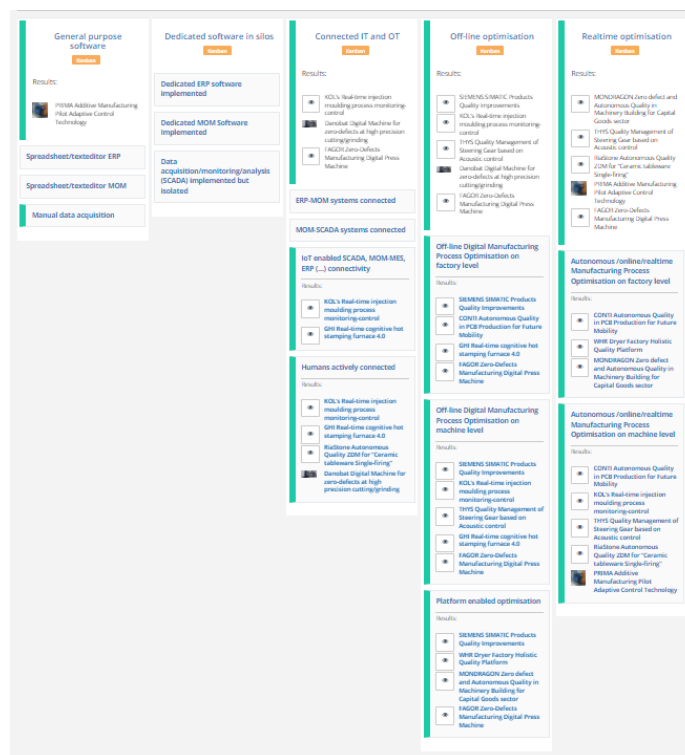 General purpose
software
Kanban
Results:
PRIMA Additive Manufacturing
Pilot Adaptive Control
Technology
Spreadsheet/texteditor ERP
Spreadsheet/texteditor MOM
Manual data acquisition
Dedicated software in silos
Kanban
Dedicated ERP software
implemented
Dedicated MOM Software
implemented
Data
acquisition/monitoring/analysis
(SCADA) implemented but
isolated
Connected IT and OT
Kanban
Results:
KOL's Real-time injection
moulding process monitoring-
control
Danobat Digital Machine for
zero-defects at high precision
cutting/grinding
FAGOR Zero-Defects
Manufacturing Digital Press
Machine
ERP-MOM systems connected
MOM-SCADA systems connected
IoT enabled SCADA, MOM-MES,
ERP (...) connectivity
Results:
KOL's Real-time injection
moulding process
monitoring-control
GHI Real-time cognitive hot
stamping furnace 4.0
Humans actively connected
Results:
KOL's Real-time injection
moulding process
monitoring-control
GHI Real-time cognitive hot
stamping furnace 4.0
RiaStone Autonomous
Quality ZDM for "Ceramic
tableware Single-firing"
Danobat Digital Machine for
zero-defects at high
precision cutting/grinding
Off-line optimisation
Kanban
Results:
SIEMENS SIMATIC Products
Quality Improvements
KOL's Real-time injection
moulding process monitoring-
control
THYS Quality Management of
Steering Gear based on
Acoustic control
Danobat Digital Machine for
zero-defects at high precision
cutting/grinding
FAGOR Zero-Defects
Manufacturing Digital Press
Machine
Off-line Digital Manufacturing
Process Optimisation on
factory level
Results:
SIEMENS SIMATIC Products
Quality Improvements
CONTI Autonomous Quality
in PCB Production for Future
Mobility
GHI Real-time cognitive hot
stamping furnace 4.0
FAGOR Zero-Defects
Manufacturing Digital Press
Machine
Off-line Digital Manufacturing
Process Optimisation on
machine level
Results:
SIEMENS SIMATIC Products
Quality Improvements
KOL's Real-time injection
moulding process
monitoring-control
THYS Quality Management of
Steering Gear based on
Acoustic control
GHI Real-time cognitive hot
stamping furnace 4.0
FAGOR Zero-Defects
Manufacturing Digital Press
Machine
Platform enabled optimisation
Results:
SIEMENS SIMATIC Products
Quality Improvements
WHR Dryer Factory Holistic
Quality Platform
MONDRAGON Zero defect
and Autonomous Quality in
Machinery Building for
Capital Goods sector
FAGOR Zero-Defects
Manufacturing Digital Press
Machine
Realtime optimisation
Kanban
Results:
MONDRAGON Zero defect and
Autonomous Quality in
Machinery Building for Capital
Goods sector
THYS Quality Management of
Steering Gear based on
Acoustic control
RiaStone Autonomous Quality
ZDM for "Ceramic tableware
Single-firing"
PRIMA Additive Manufacturing
Pilot Adaptive Control
Technology
FAGOR Zero-Defects
Manufacturing Digital Press
Machine
Autonomous /online/realtime
Manufacturing Process
Optimisation on factory level
Results:
CONTI Autonomous Quality
in PCB Production for Future
Mobility
WHR Dryer Factory Holistic
Quality Platform
MONDRAGON Zero defect
and Autonomous Quality in
Machinery Building for
Capital Goods sector
Autonomous /online/realtime
Manufacturing Process
Optimisation on machine level
Results:
CONTI Autonomous Quality
in PCB Production for Future
Mobility
KOL's Real-time injection
moulding process
monitoring-control
THYS Quality Management of
Steering Gear based on
Acoustic control
RiaStone Autonomous
Quality ZDM for "Ceramic
tableware Single-firing"
PRIMA Additive
Manufacturing Pilot
Adaptive Control Technology